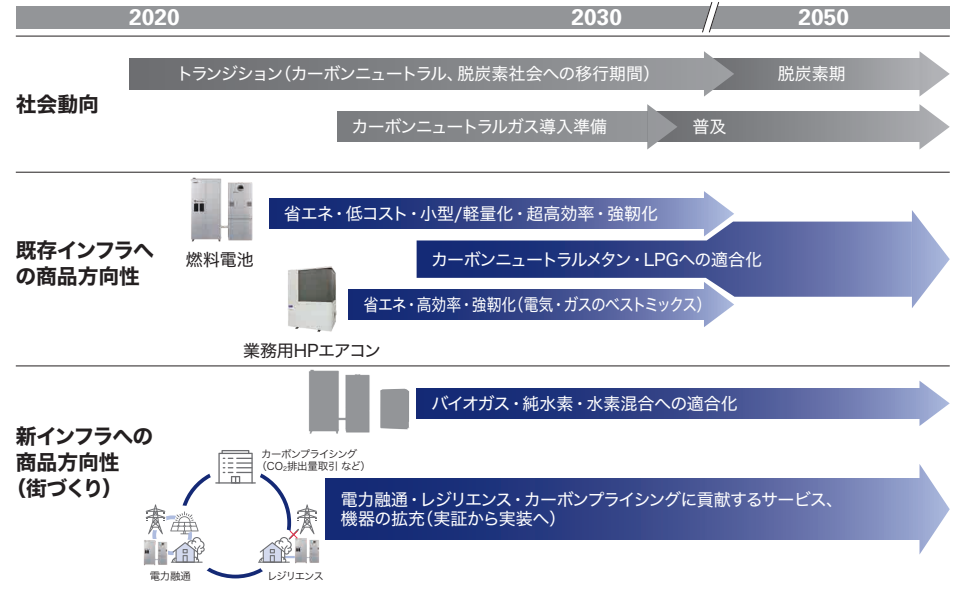 2020 2030 2050
社会動向
トランジション(カーボンニュートラル、脱炭素社会への移行期間)
脱炭素期
カーボンニュートラルガス導入準備
普及
既存インフラへ
の商品方向性
燃料電池
省エネ・低コスト・小型/軽量化・超高効率・強靭化
カーボンニュートラルメタン・LPGへの適合化
省エネ・高効率・強靭化(電気・ガスのベストミックス)
業務用HPエアコン
新インフラへの
商品方向性
(街づくり)
バイオガス・純水素・水素混合への適合化
カーボンプライシング
(CO₂排出量取引 など)
電力融通
レジリエンス
電力融通・レジリエンス・カーボンプライシングに貢献するサービス、
機器の拡充(実証から実装へ)